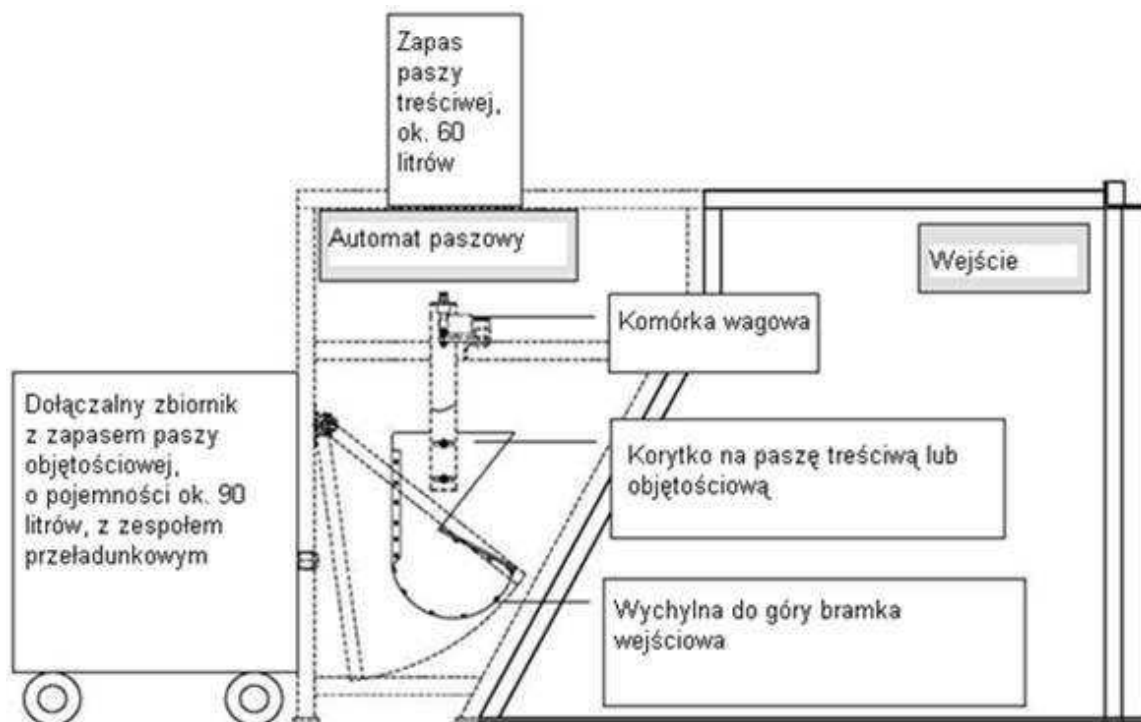 Zapas
paszy
treściwej,
ok. 60
litrów
Automat paszowy
Wejście
Komórka wagowa
Dołączalny zbiornik
z zapasem paszy
objętościowej,
o pojemności ok. 90
litrów, z zespołem
przeładunkowym
Korytko na paszę treściwą lub
objętościową
Wychylna do góry bramka
wejściowa